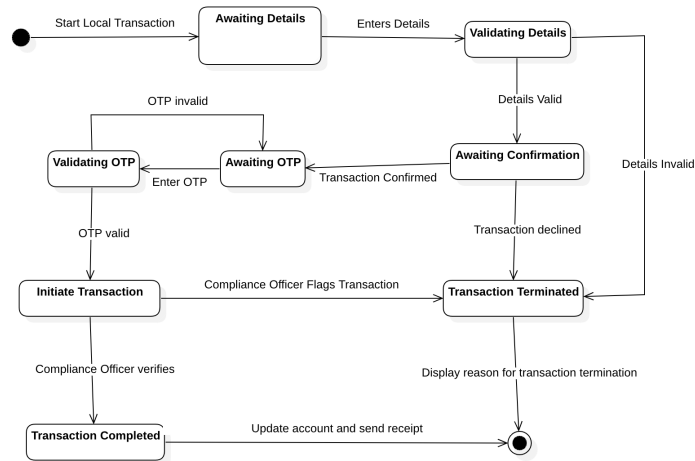 Start Local Transaction
Awaiting Details
Enters Details
Validating Details
OTP invalid
Details Valid
Validating OTP
Awaiting OTP
Awaiting Confirmation
Details Invalid
Enter OTP
Transaction Confirmed
OTP valid
Transaction declined
Initiate Transaction
Compliance Officer Flags Transaction
Transaction Terminated
Compliance Officer verifies
Display reason for transaction termination
Transaction Completed
Update account and send receipt